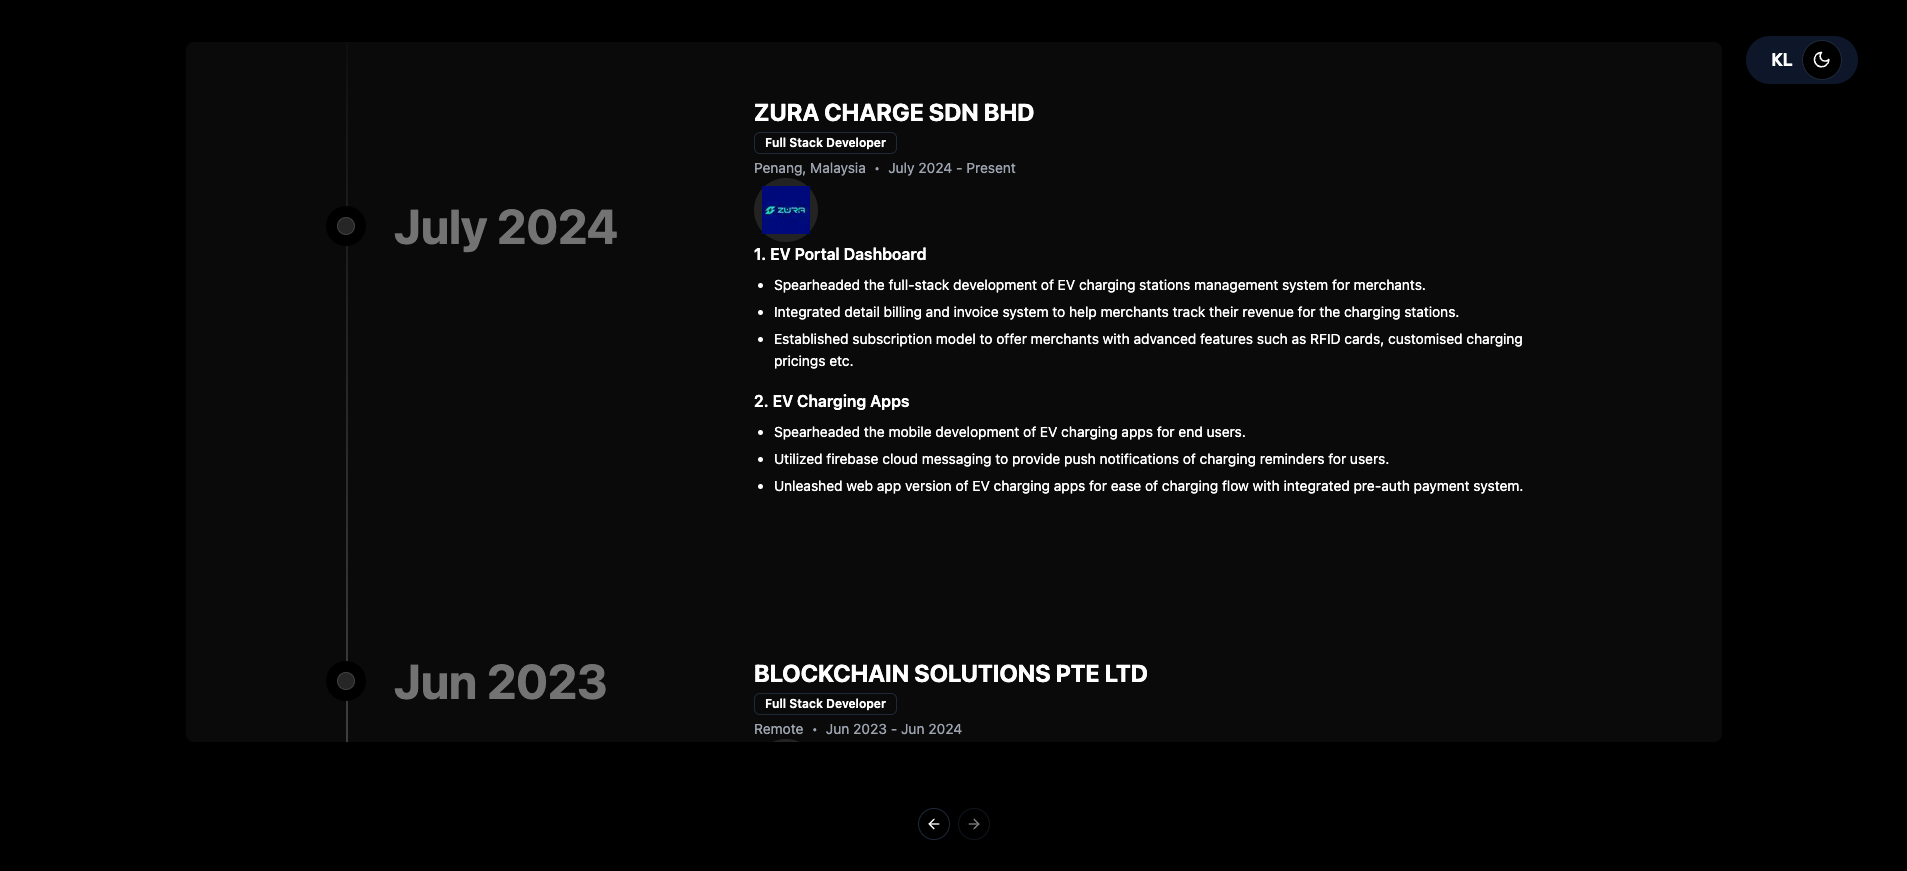 KL
ZURA CHARGE SDN BHD
Full Stack Developer
Penang, Malaysia • July 2024 - Present
July 2024
ZURA
1. EV Portal Dashboard
• Spearheaded the full-stack development of EV charging stations management system for merchants.
• Integrated detail billing and invoice system to help merchants track their revenue for the charging stations.
• Established subscription model to offer merchants with advanced features such as RFID cards, customised charging
pricings etc.
2. EV Charging Apps
• Spearheaded the mobile development of EV charging apps for end users.
• Utilized firebase cloud messaging to provide push notifications of charging reminders for users.
• Unleashed web app version of EV charging apps for ease of charging flow with integrated pre-auth payment system.
Jun 2023
BLOCKCHAIN SOLUTIONS PTE LTD
Full Stack Developer
Remote • Jun 2023 - Jun 2024